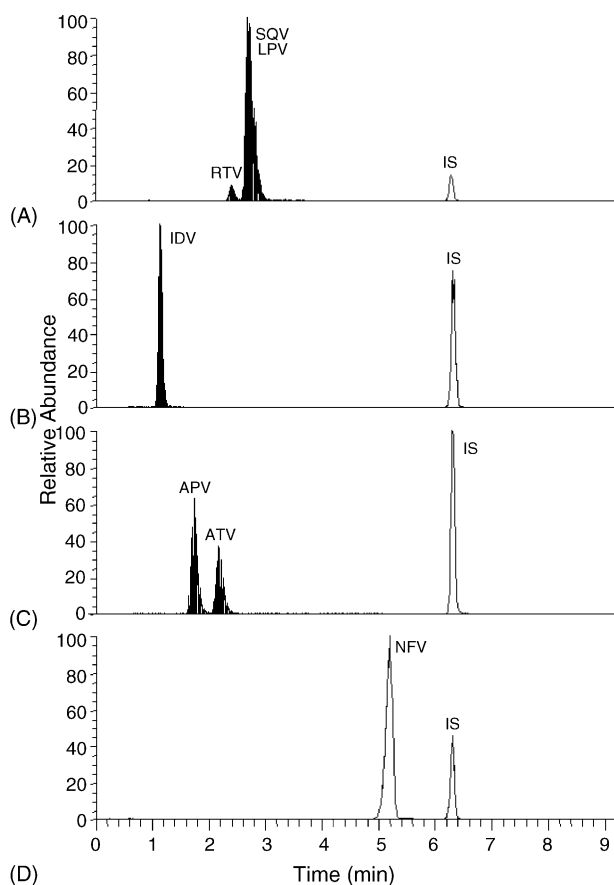 100
80
60
40
20
0
SQV
LPV
RTV
IS
(A)
100
80
60
40
20
0
IDV
IS
(B)
Relative Abundance
100
80
60
40
20
0
APV
ATV
IS
(C)
100
80
60
40
20
0
NFV
IS
0 1 2 3 4 5 6 7 8 9
(D)
Time (min)